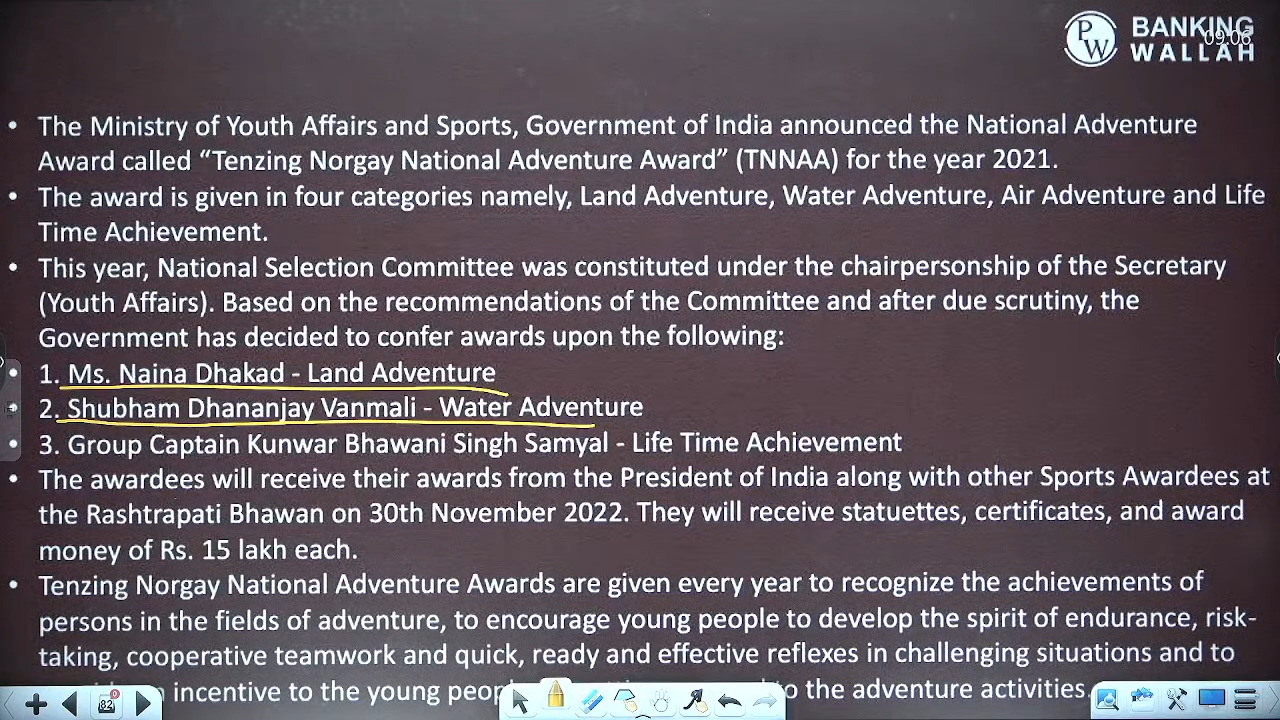 PW
BANKING
WALLAH
09:06
• The Ministry of Youth Affairs and Sports, Government of India announced the National Adventure
Award called “Tenzing Norgay National Adventure Award” (TNNAA) for the year 2021.
• The award is given in four categories namely, Land Adventure, Water Adventure, Air Adventure and Life
Time Achievement.
• This year, National Selection Committee was constituted under the chairpersonship of the Secretary
(Youth Affairs). Based on the recommendations of the Committee and after due scrutiny, the
Government has decided to confer awards upon the following:
• 1. Ms. Naina Dhakad - Land Adventure
• 2. Shubham Dhananjay Vanmali - Water Adventure
• 3. Group Captain Kunwar Bhawani Singh Samyal - Life Time Achievement
• The awardees will receive their awards from the President of India along with other Sports Awardees at
the Rashtrapati Bhawan on 30th November 2022. They will receive statuettes, certificates, and award
money of Rs. 15 lakh each.
• Tenzing Norgay National Adventure Awards are given every year to recognize the achievements of
persons in the fields of adventure, to encourage young people to develop the spirit of endurance, risk-
taking, cooperative teamwork and quick, ready and effective reflexes in challenging situations and to
incentive to the young to the adventure activities.
82
0